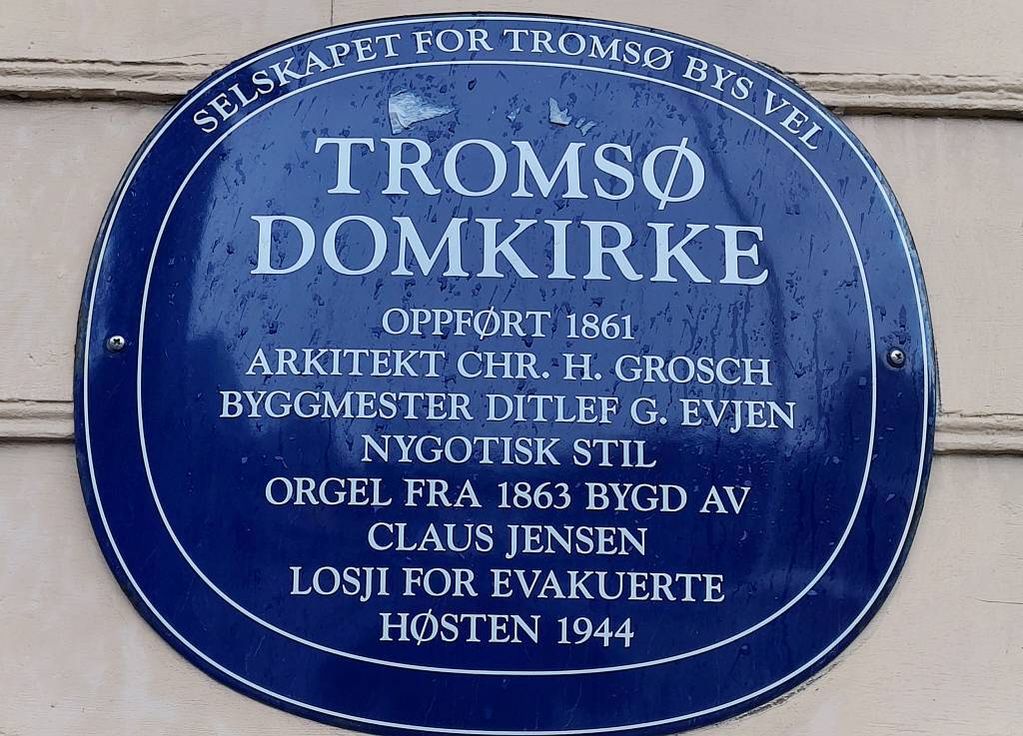 SELSKAPET FOR TROMSØ BYS VEL
TROMSØ
DOMKIRKE
OPPFØRT 1861
ARKITEKT CHR. H. GROSCH
BYGGMESTER DITLEF G. EVJEN
NYGOTISK STIL
ORGEL FRA 1863 BYGD AV
CLAUS JENSEN
LOSJI FOR EVAKUERTE
HØSTEN 1944